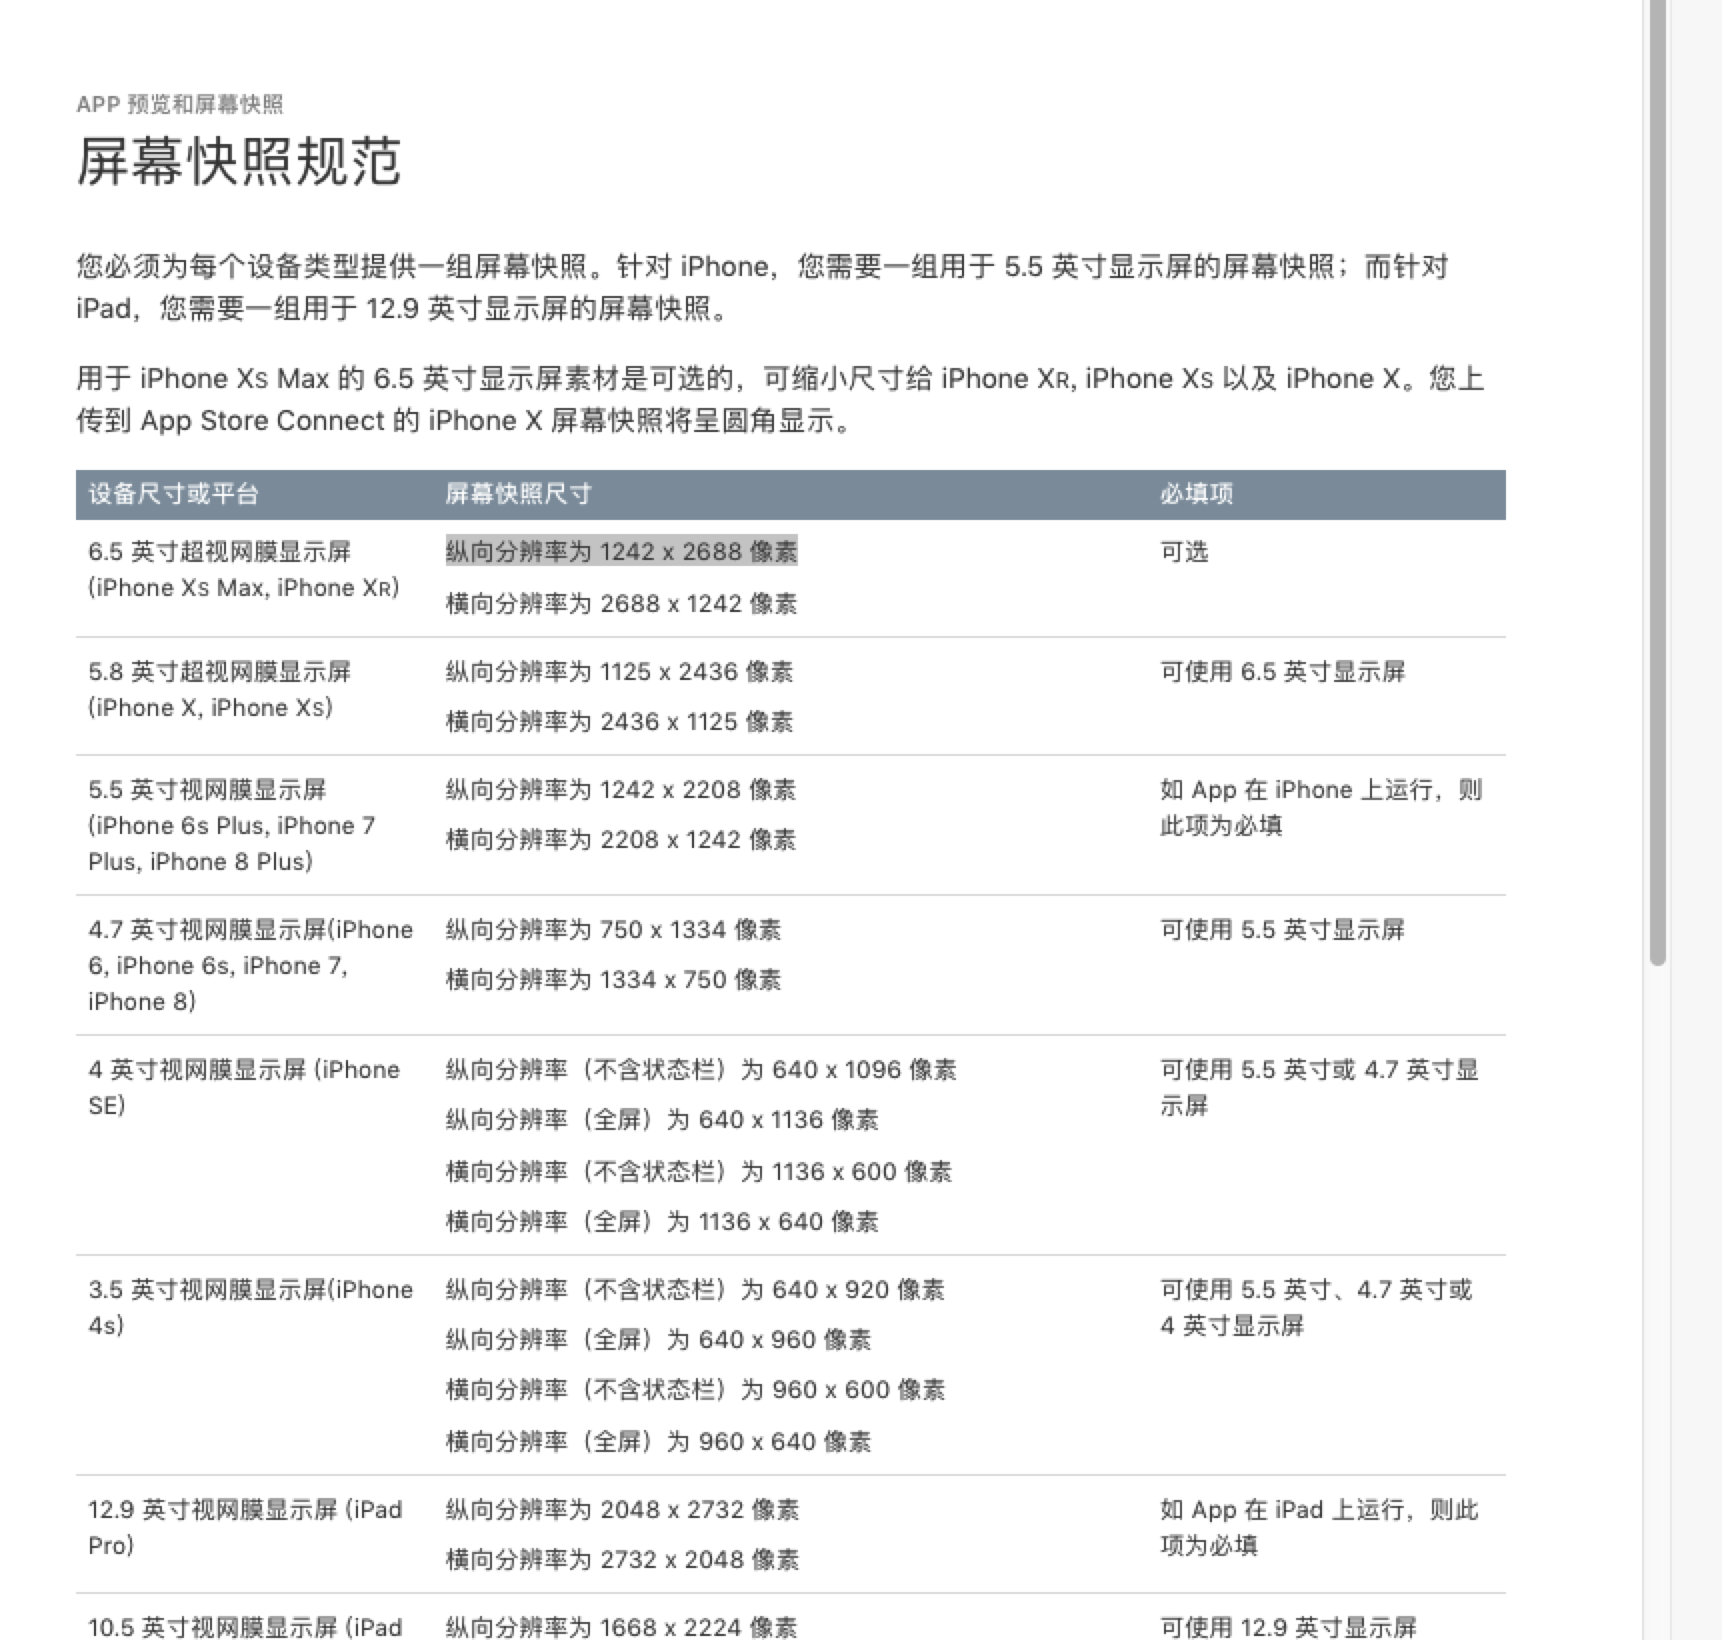 APP 预览和屏幕快照
屏幕快照规范
您必须为每个设备类型提供一组屏幕快照。针对 iPhone，您需要一组用于 5.5 英寸显示屏的屏幕快照；而针对
iPad，您需要一组用于 12.9 英寸显示屏的屏幕快照。
用于 iPhone Xs Max 的 6.5 英寸显示屏素材是可选的，可缩小尺寸给 iPhone XR, iPhone Xs 以及 iPhone X。您上
传到 App Store Connect 的 iPhone X 屏幕快照将呈圆角显示。
设备尺寸或平台 屏幕快照尺寸 必填项
6.5 英寸超视网膜显示屏 纵向分辨率为 1242 x 2688 像素 可选
(iPhone Xs Max, iPhone XR)
横向分辨率为 2688 x 1242 像素
5.8 英寸超视网膜显示屏 纵向分辨率为 1125 x 2436 像素 可使用 6.5 英寸显示屏
(iPhone X, iPhone Xs)
横向分辨率为 2436 x 1125 像素
5.5 英寸视网膜显示屏 纵向分辨率为 1242 x 2208 像素 如 App 在 iPhone 上运行，则
(iPhone 6s Plus, iPhone 7 横向分辨率为 2208 x 1242 像素 此项为必填
Plus, iPhone 8 Plus)
4.7 英寸视网膜显示屏(iPhone 纵向分辨率为 750 x 1334 像素 可使用 5.5 英寸显示屏
6, iPhone 6s, iPhone 7, 横向分辨率为 1334 x 750 像素
iPhone 8)
4 英寸视网膜显示屏 (iPhone 纵向分辨率（不含状态栏）为 640 x 1096 像素 可使用 5.5 英寸或 4.7 英寸显
SE) 纵向分辨率（全屏）为 640 x 1136 像素 示屏
横向分辨率（不含状态栏）为 1136 x 600 像素
横向分辨率（全屏）为 1136 x 640 像素
3.5 英寸视网膜显示屏(iPhone 纵向分辨率（不含状态栏）为 640 x 920 像素 可使用 5.5 英寸、4.7 英寸或
4s) 纵向分辨率（全屏）为 640 x 960 像素 4 英寸显示屏
横向分辨率（不含状态栏）为 960 x 600 像素
横向分辨率（全屏）为 960 x 640 像素
12.9 英寸视网膜显示屏 (iPad 纵向分辨率为 2048 x 2732 像素 如 App 在 iPad 上运行，则此
Pro) 横向分辨率为 2732 x 2048 像素 项为必填
10.5 英寸视网膜显示屏 (iPad 纵向分辨率为 1668 x 2224 像素 可使用 12.9 英寸显示屏